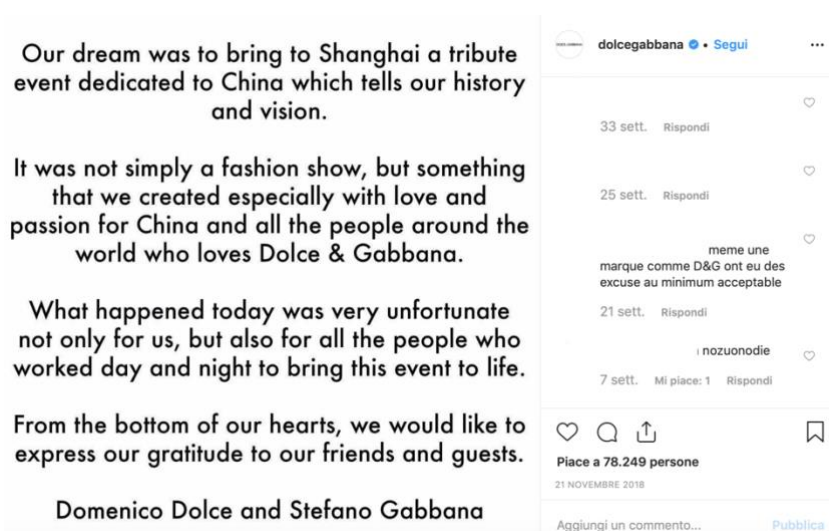 Our dream was to bring to Shanghai a tribute
event dedicated to China which tells our history
and vision.
It was not simply a fashion show, but something
that we created especially with love and
passion for China and all the people around the
world who loves Dolce & Gabbana.
What happened today was very unfortunate
not only for us, but also for all the people who
worked day and night to bring this event to life.
From the bottom of our hearts, we would like to
express our gratitude to our friends and guests.
Domenico Dolce and Stefano Gabbana
dolcegabbana • Segui
33 sett. Rispondi
25 sett. Rispondi
meme une
marque comme D&G ont eu des
excuse au minimum acceptable
21 sett. Rispondi
nozuonodie
7 sett. Mi piace: 1 Rispondi
Piace a 78.249 persone
21 NOVEMBRE 2018
Aggiungi un commento... Pubblica